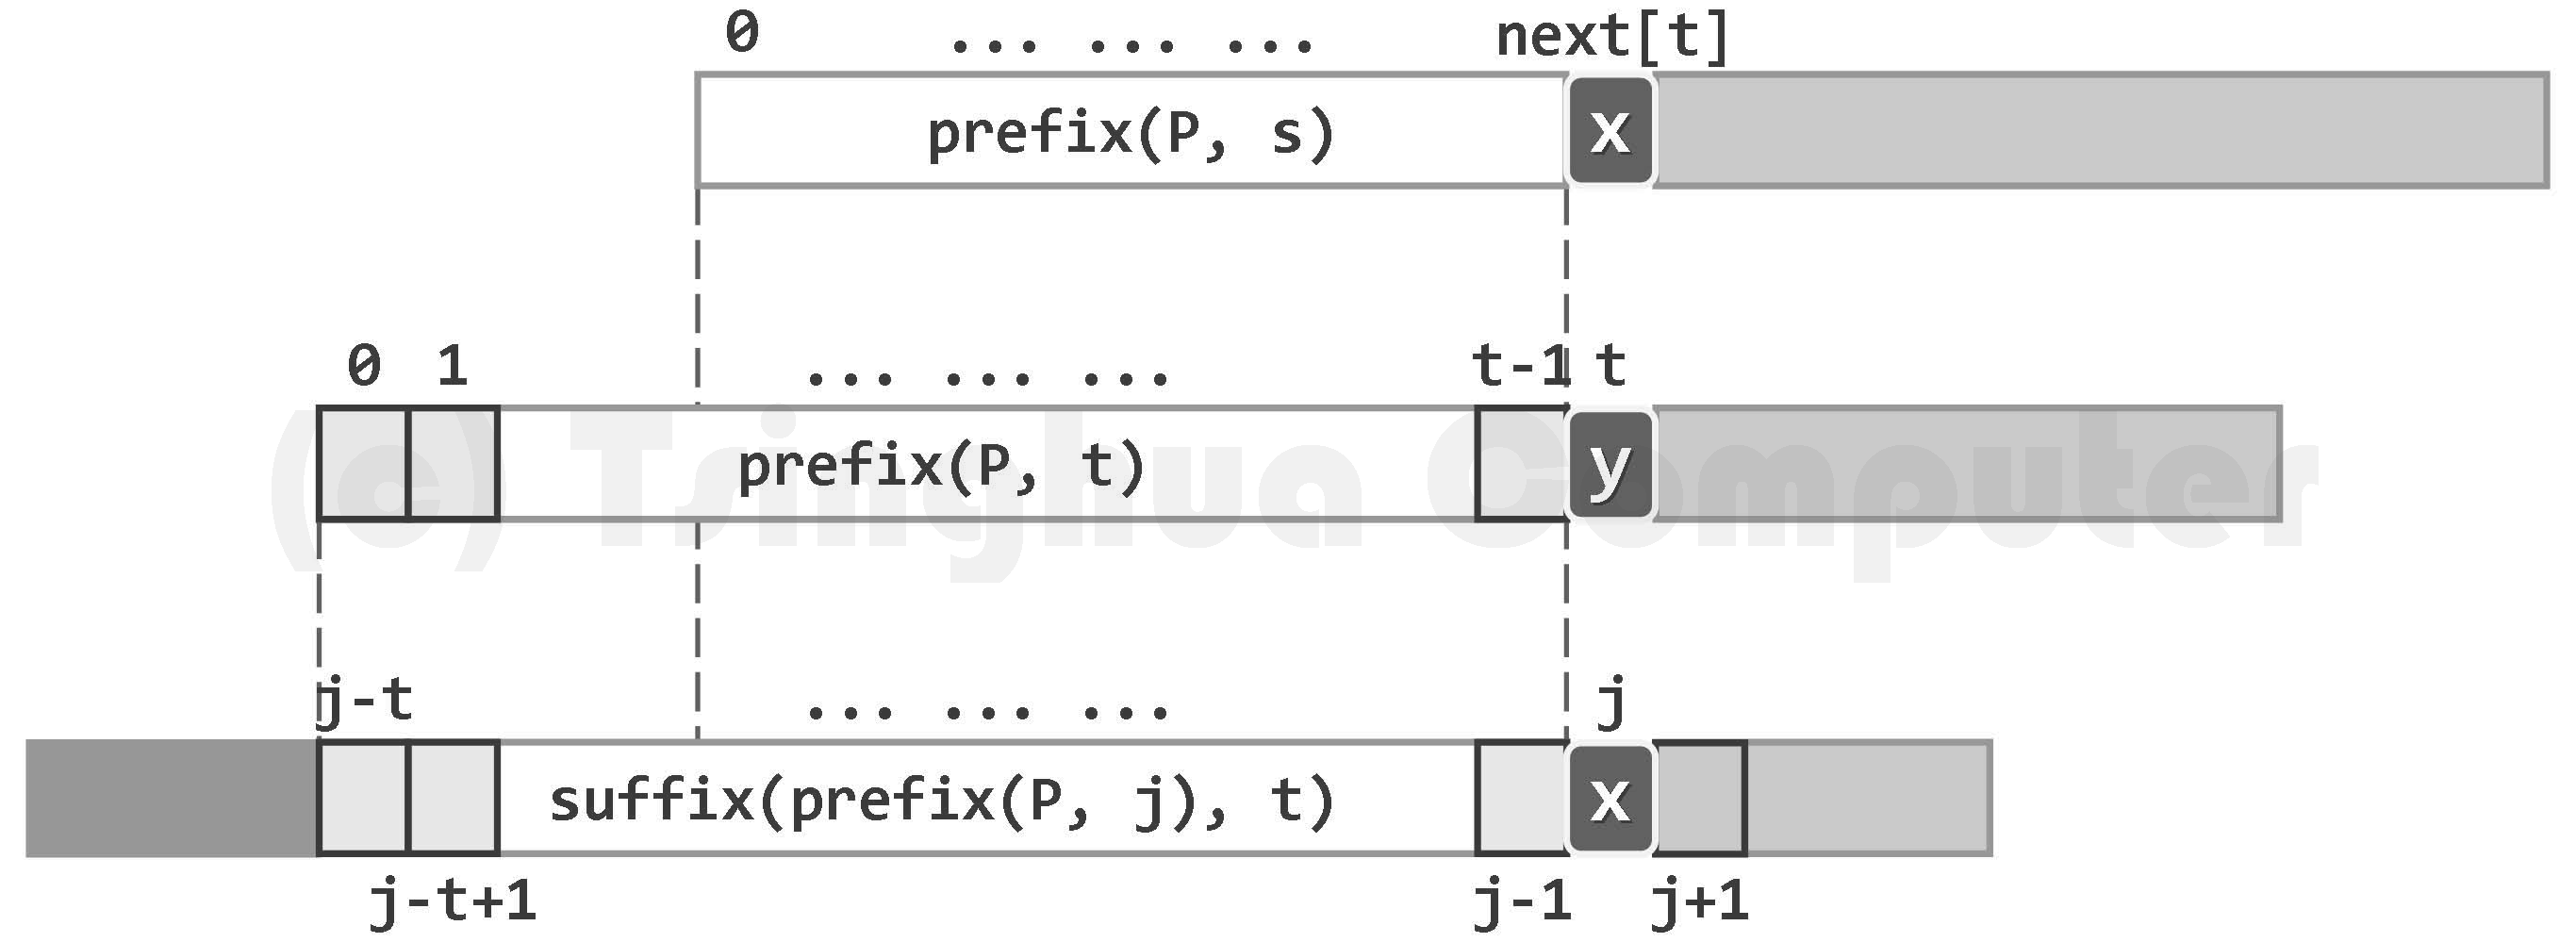 0 ... ... ... next[t]
prefix(P, s) x
0 1 ... ... ... t-1 t
prefix(P, t) y
(c) Tsinghua Computer
j-t ... ... ... j
suffix(prefix(P, j), t) x
j-t+1 j-1 j+1